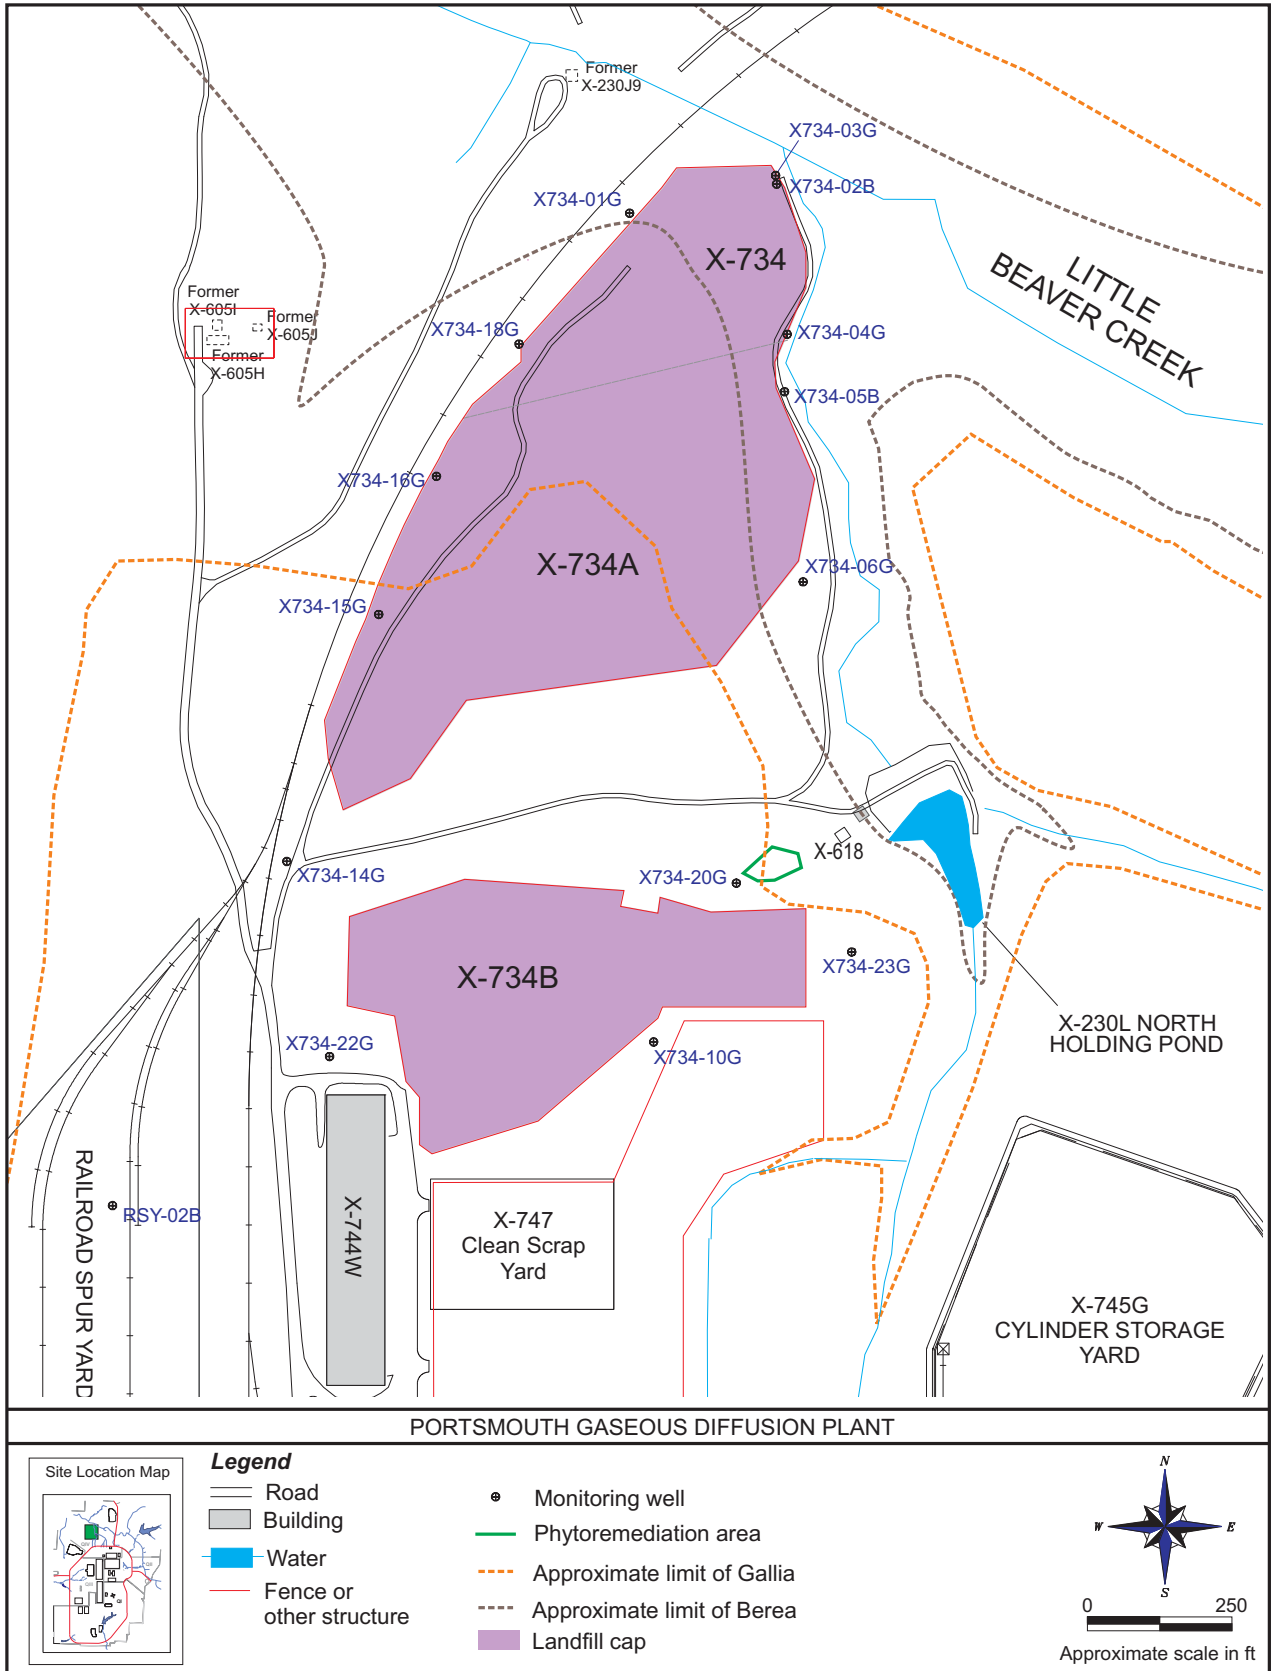 Former
X-230J9
X734-03G
X734-02B
X734-01G
X-734
LITTLE
BEAVER CREEK
Former
X-605I
Former
X-605J
Former
X-605H
X734-18G
X734-04G
X734-05B
X734-16G
X-734A
X734-06G
X734-15G
X-618
X734-14G
X734-20G
X-734B
X734-23G
X-230L NORTH
HOLDING POND
X734-22G
X734-10G
RAILROAD SPUR YARD
RSY-02B
X-744W
X-747
Clean Scrap
Yard
X-745G
CYLINDER STORAGE
YARD
PORTSMOUTH GASEOUS DIFFUSION PLANT
Site Location Map
Legend
Road
Building
Water
Fence or
other structure
Monitoring well
Phytoremediation area
Approximate limit of Gallia
Approximate limit of Berea
Landfill cap
N
W
E
S
0 250
Approximate scale in ft